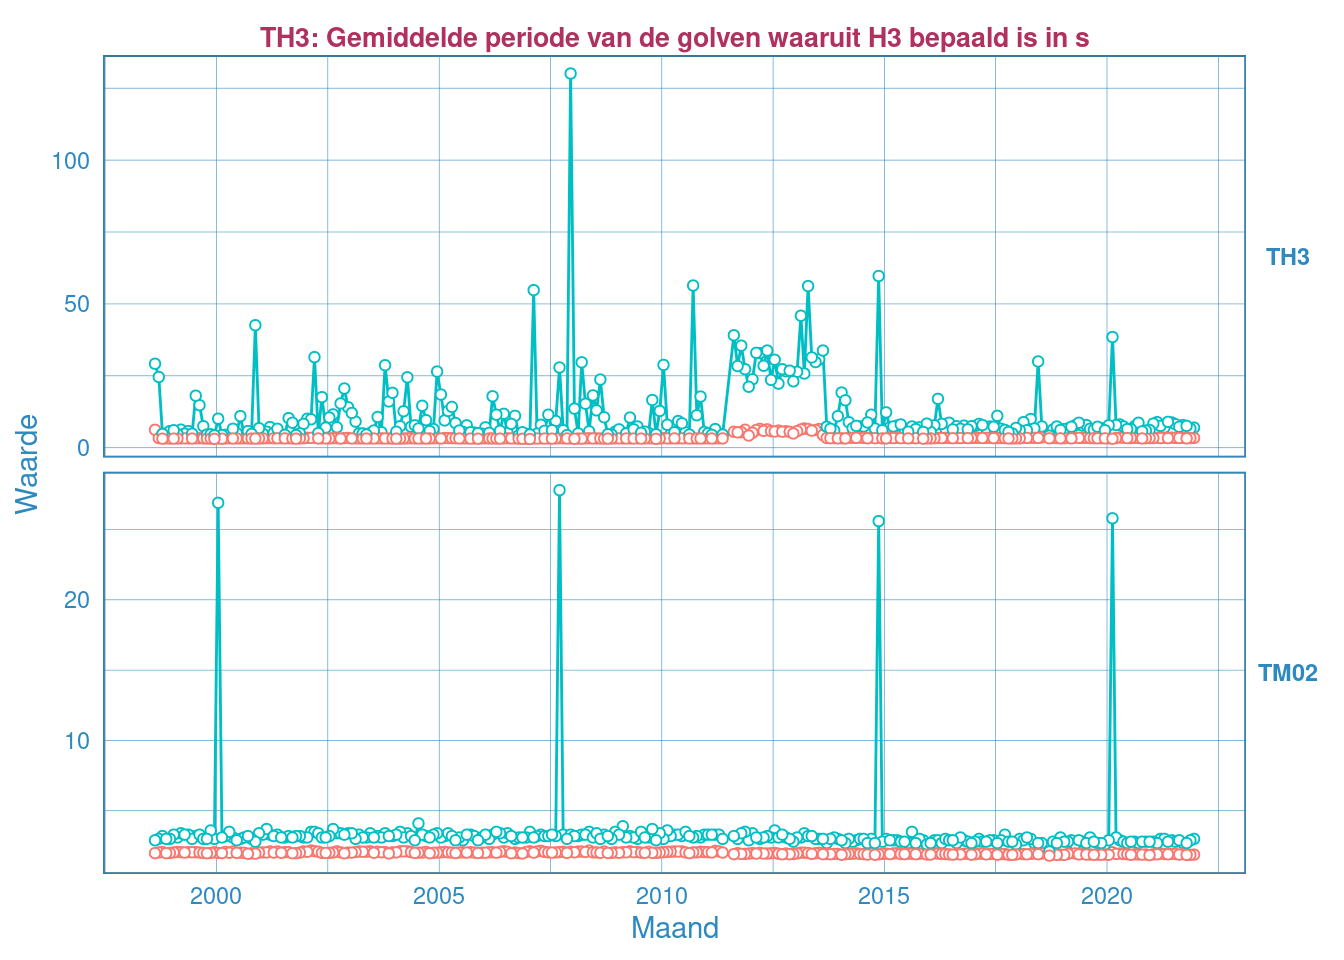 TH3: Gemiddelde periode van de golven waaruit H3 bepaald is in s
100
50
0
TH3
Waarde
20
10
TM02
2000 2005 2010 2015 2020
Maand